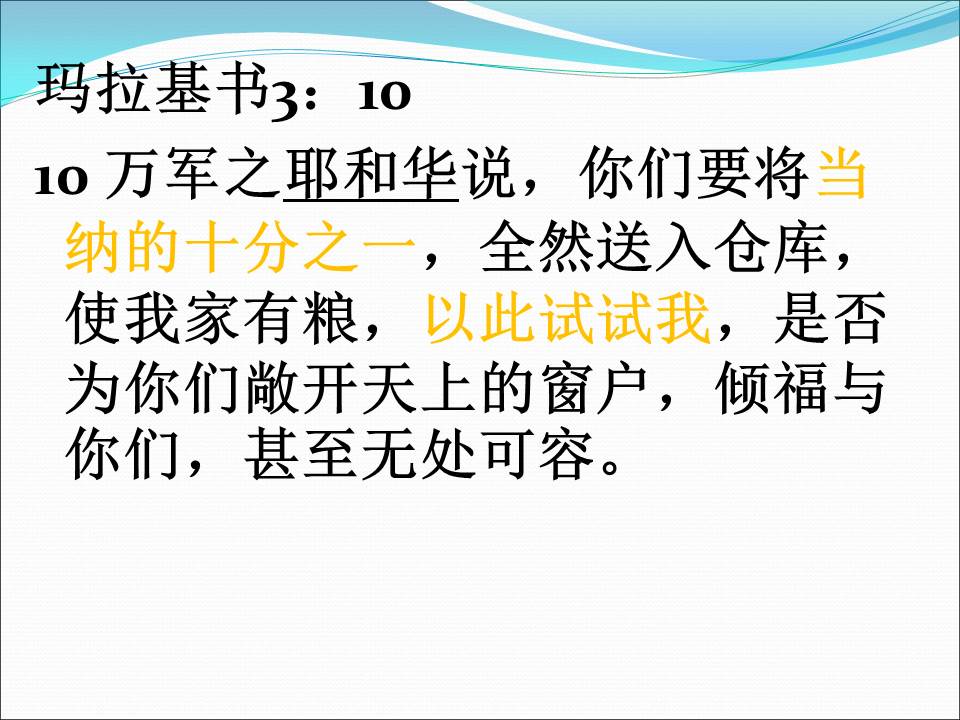 玛拉基书3：10
10 万军之耶和华说，你们要将当
纳的十分之一，全然送入仓库，
使我家有粮，以此试试我，是否
为你们敞开天上的窗户，倾福与
你们，甚至无处可容。